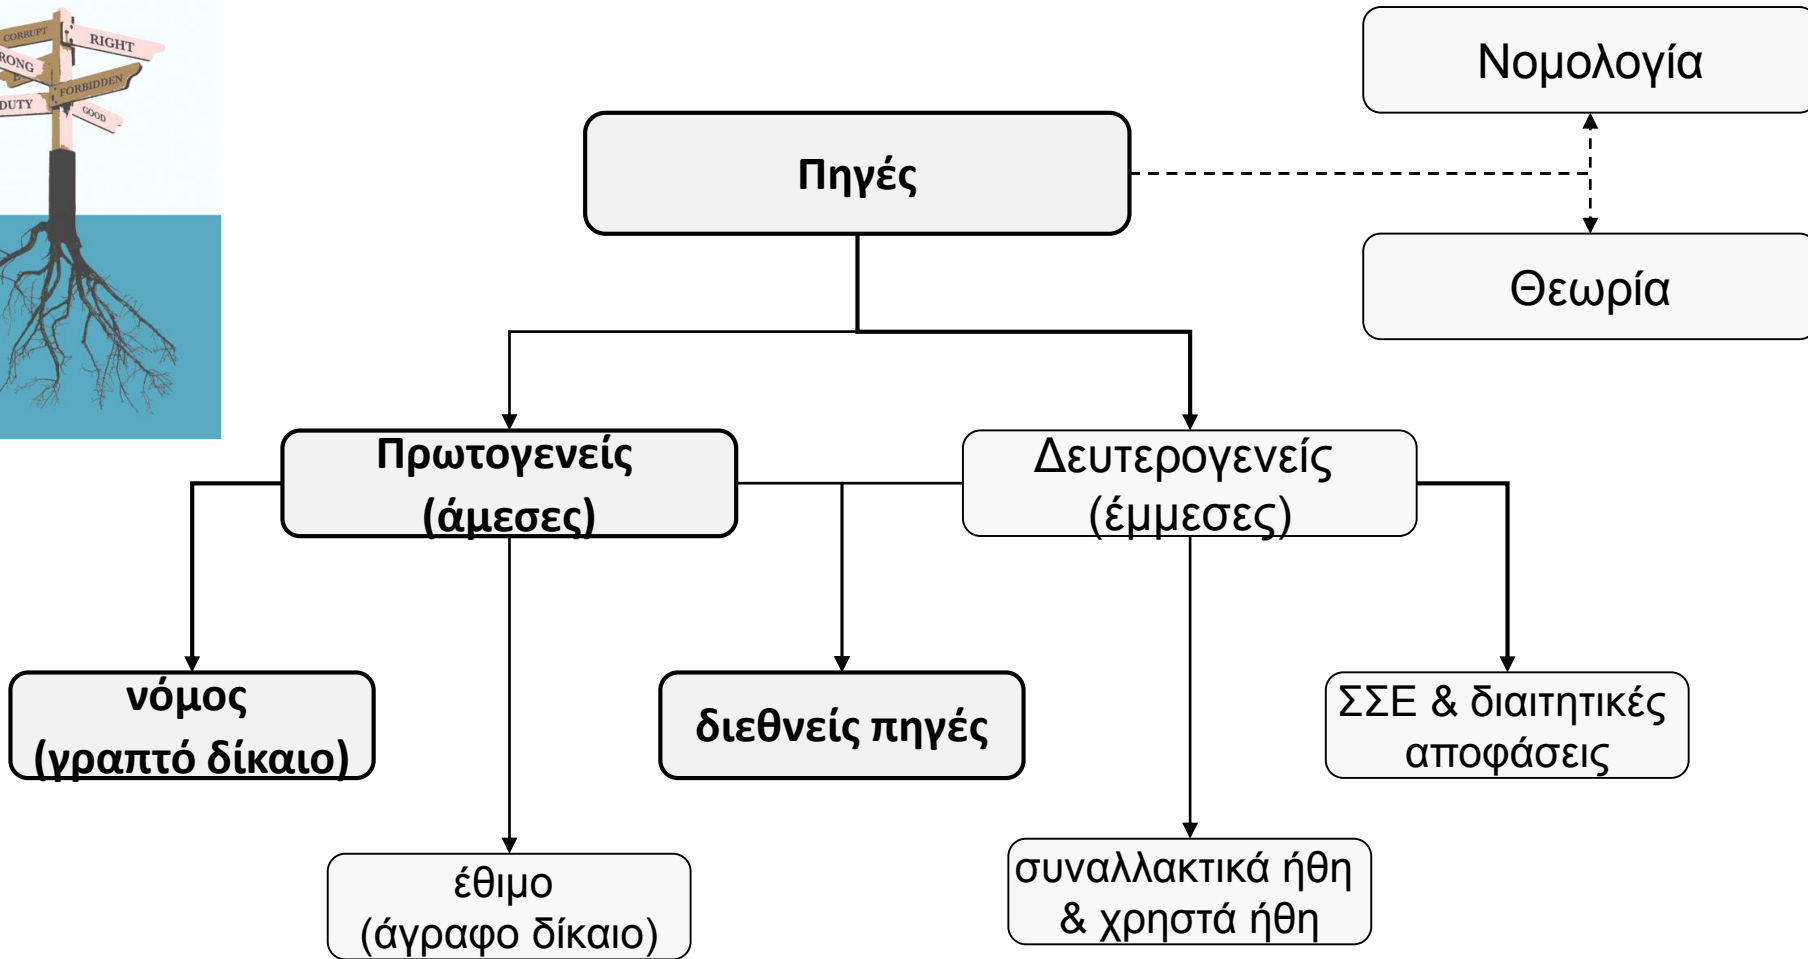 CORRUPT
RIGHT
FORBIDDEN
DUTY
GOOD
Νομολογία
Πηγές
Θεωρία
Πρωτογενείς
(άμεσες)
Δευτερογενείς
(έμμεσες)
νόμος
(γραπτό δίκαιο)
διεθνείς πηγές
ΣΣΕ & διαιτητικές
αποφάσεις
έθιμο
(άγραφο δίκαιο)
συναλλακτικά ήθη
& χρηστά ήθη